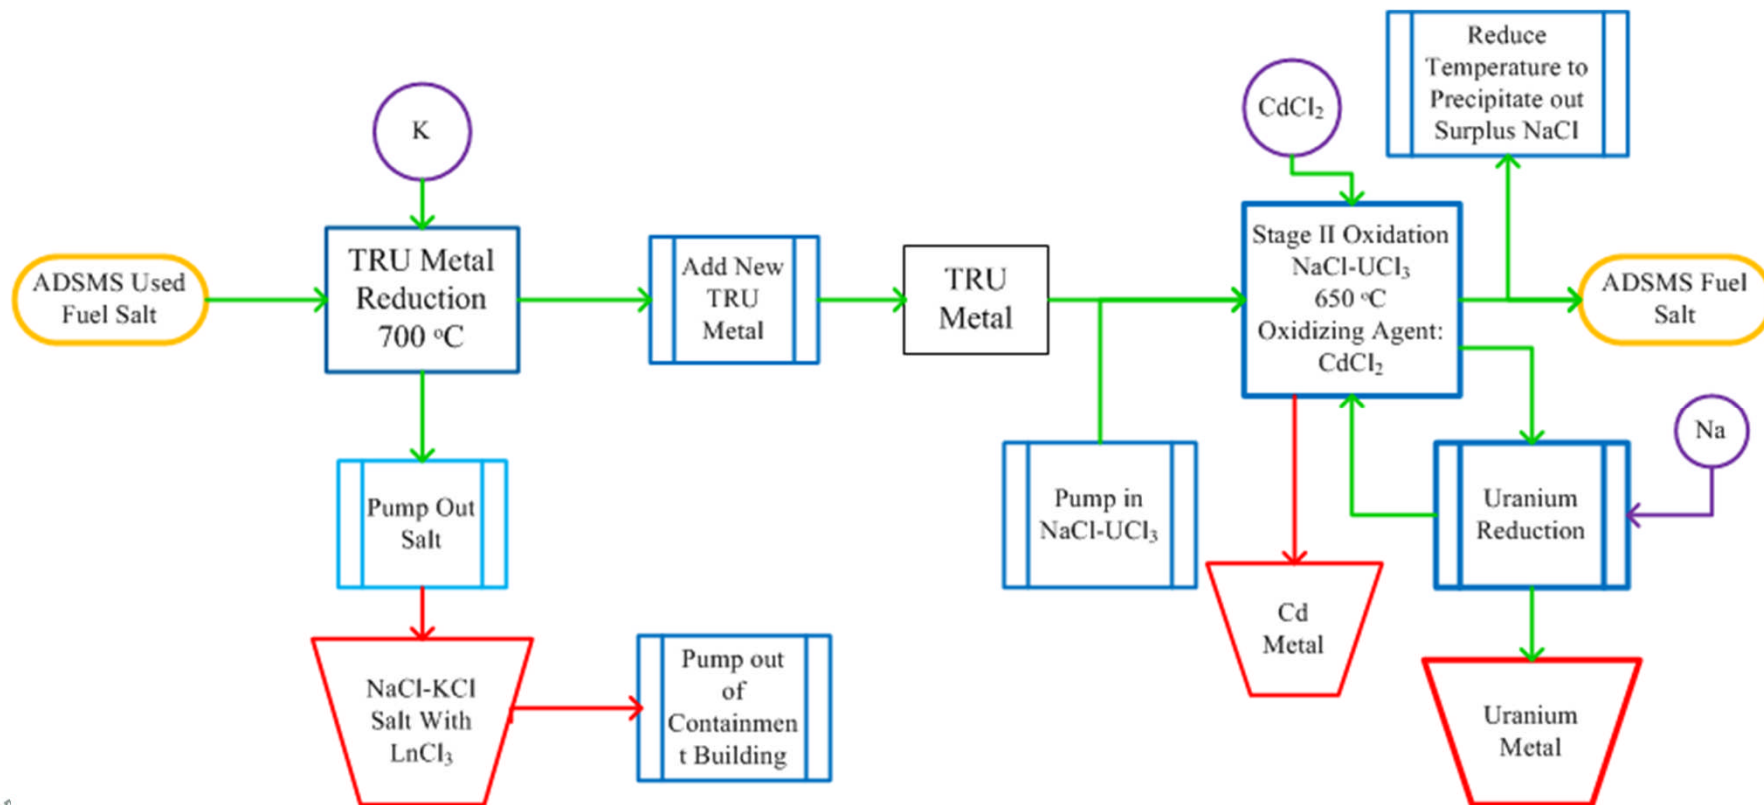 Reduce
Temperature to
Precipitate out
Surplus NaCl
CdCl₂
K
ADSMS Used
Fuel Salt
TRU Metal
Reduction
700 °C
Add New
TRU
Metal
TRU
Metal
Stage II Oxidation
NaCl-UCl₃
650 °C
Oxidizing Agent:
CdCl₂
ADSMS Fuel
Salt
Na
Pump Out
Salt
Pump in
NaCl-UCl₃
Uranium
Reduction
Cd
Metal
NaCl-KCl
Salt With
LnCl₃
Pump out
of
Containmen
t Building
Uranium
Metal